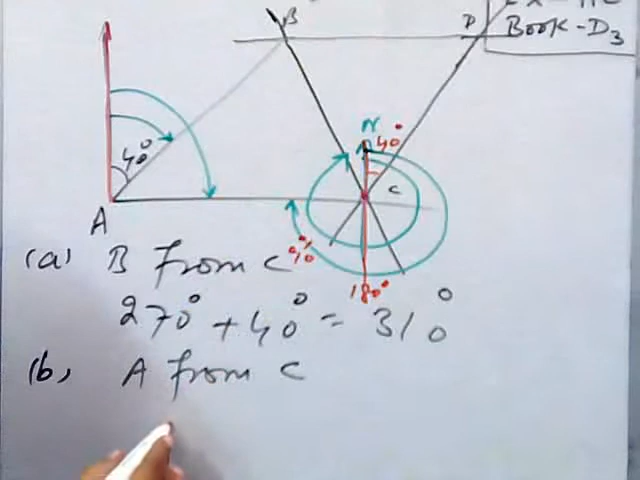 Book-D3
B
D
N
40°
40°
C
A
90°
180°
(a) B from C
270° + 40° = 310°
(b) A from C